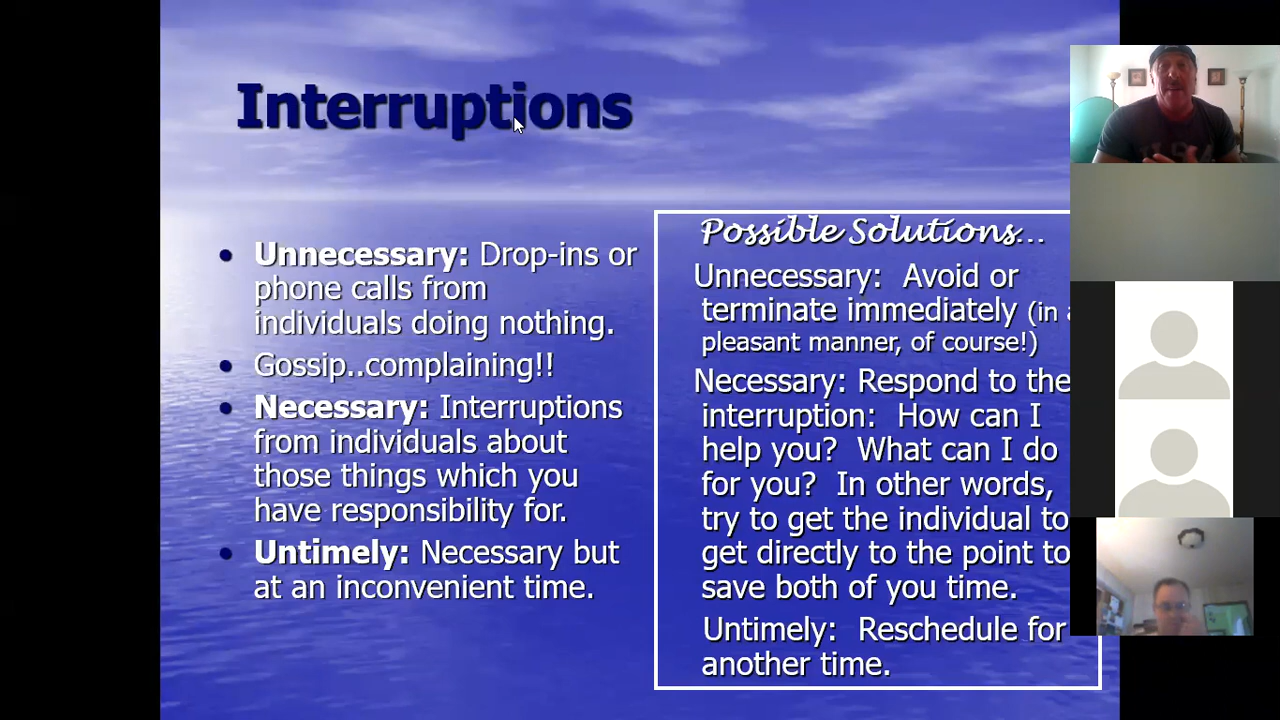 Interruptions
Unnecessary: Drop-ins or
phone calls from
individuals doing nothing.
Gossip..complaining!!
Necessary: Interruptions
from individuals about
those things which you
have responsibility for.
Untimely: Necessary but
at an inconvenient time.
Possible Solutions...
Unnecessary: Avoid or
terminate immediately (in a
pleasant manner, of course!)
Necessary: Respond to the
interruption: How can I
help you? What can I do
for you? In other words,
try to get the individual to
get directly to the point to
save both of you time.
Untimely: Reschedule for
another time.